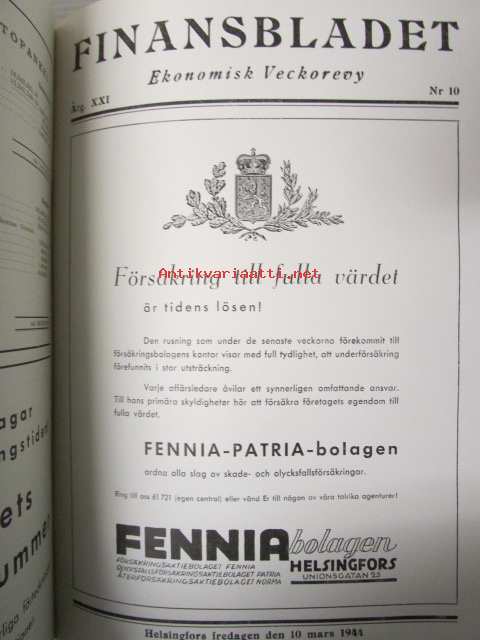 FINANSBLADET
Ekonomisk Veckorevy
Årg. XXI
Nr 10
Försäkring till fulla värdet
Antikvariaatti.net
är tidens lösen!
Den rusning som under de senaste veckorna förekommit till
försäkringsbolagens kontor visar med full tydlighet, att underförsäkring
förefunnits i stor utsträckning.
Varje affärsledare åvilar ett synnerligen omfattande ansvar.
Till hans primära skyldigheter hör att försäkra företagets egendom till
fulla värdet.
FENNIA-PATRIA-bolagen
ordna alla slag av skade- och olycksfallsförsäkringar.
Ring till oss 61 721 (egen central) eller vänd Er till någon av våra talrika agenturer!
FENNIA bolagen
FÖRSÄKRINGSAKTIEBOLAGET FENNIA
OLYCKSFALLSFÖRSÄKRINGSAKTIEBOLAGET PATRIA
ÅTERFÖRSÄKRINGSAKTIEBOLAGET NORMA
HELSINGFORS
UNIONSGATAN 25
Helsingfors fredagen den 10 mars 1944